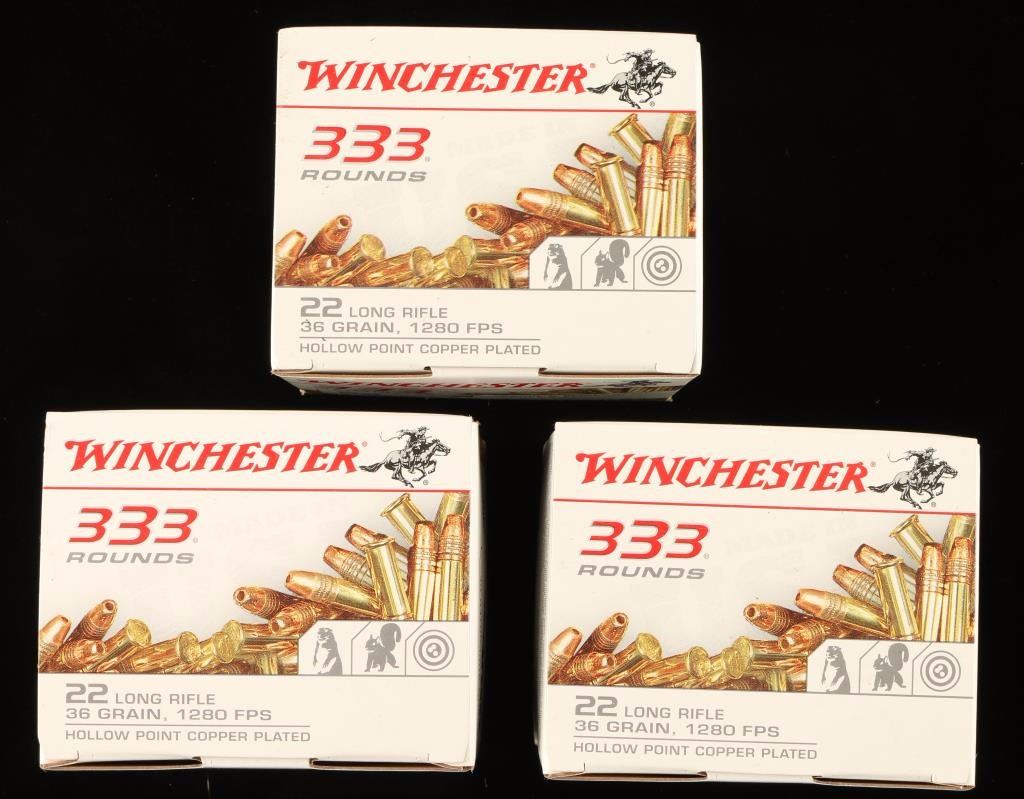 WINCHESTER®
333®
ROUNDS
22 LONG RIFLE
36 GRAIN, 1280 FPS
HOLLOW POINT COPPER PLATED
WINCHESTER
WINCHESTER®
333®
ROUNDS
22 LONG RIFLE
36 GRAIN, 1280 FPS
HOLLOW POINT COPPER PLATED
WINCHESTER®
333®
ROUNDS
22 LONG RIFLE
36 GRAIN, 1280 FPS
HOLLOW POINT COPPER PLATED